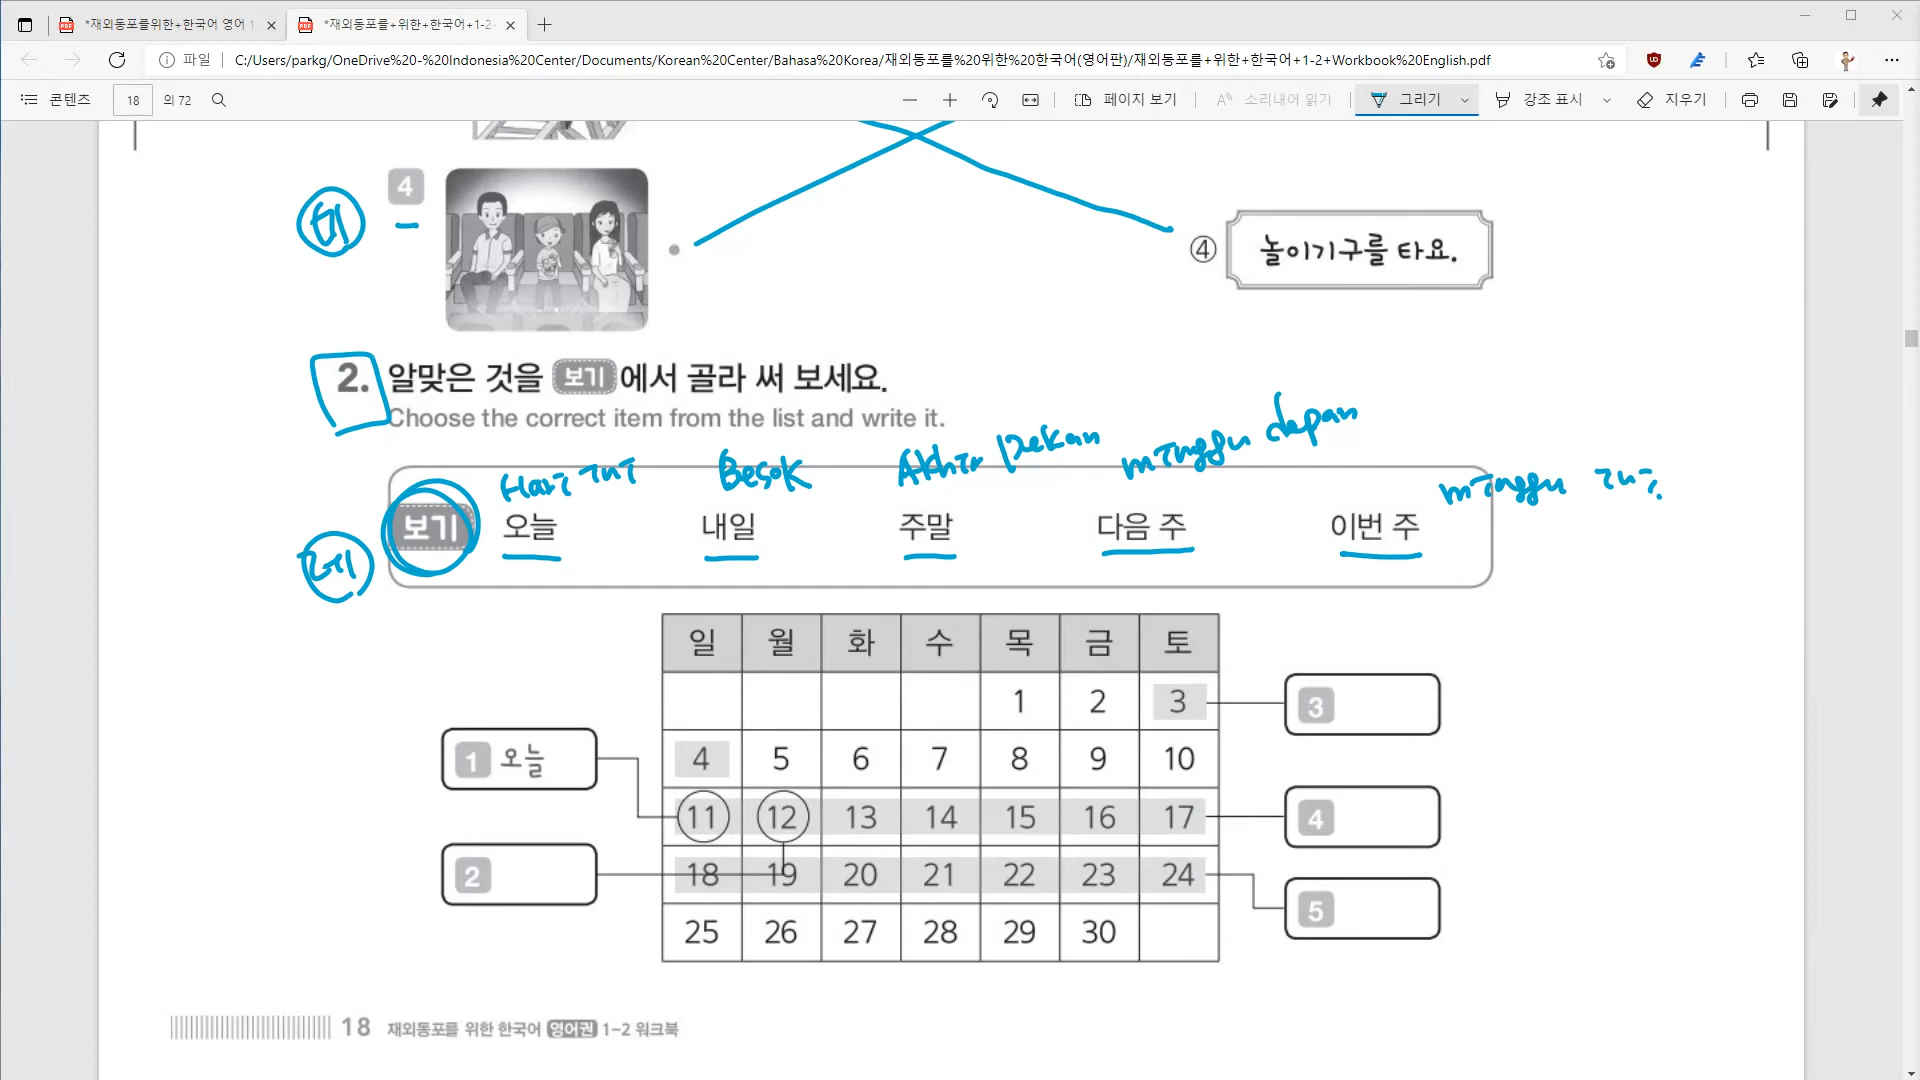 *재외동포를위한+한국어 영어 1
*재외동포를+위한+한국어+1-2-
파일
C:/Users/parkg/OneDrive%20-%20Indonesia%20Center/Documents/Korean%20Center/Bahasa%20Korea/재외동포를%20위한%20한국어(영어판)/재외동포를+위한+한국어+1-2+Workbook%20English.pdf
콘텐츠 18 의 72 페이지 보기 소리내어 읽기 그리기 강조 표시 지우기
4
④ 놀이기구를 타요.
2. 알맞은 것을 보기 에서 골라 써 보세요.
Choose the correct item from the list and write it.
Hari ini Besok Akhir pekan minggu depan minggu ini
보기 오늘 내일 주말 다음 주 이번 주
일 월 화 수 목 금 토
1 2 3
3
1 오늘
4 5 6 7 8 9 10
11 12 13 14 15 16 17
4
2
18 19 20 21 22 23 24
5
25 26 27 28 29 30
18 재외동포를 위한 한국어 영어권 1-2 워크북